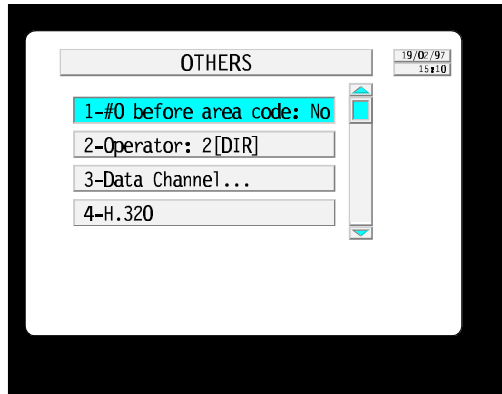 OTHERS
19/02/97
15:10
1-#0 before area code: No
2-Operator: 2[DIR]
3-Data Channel...
4-H.320